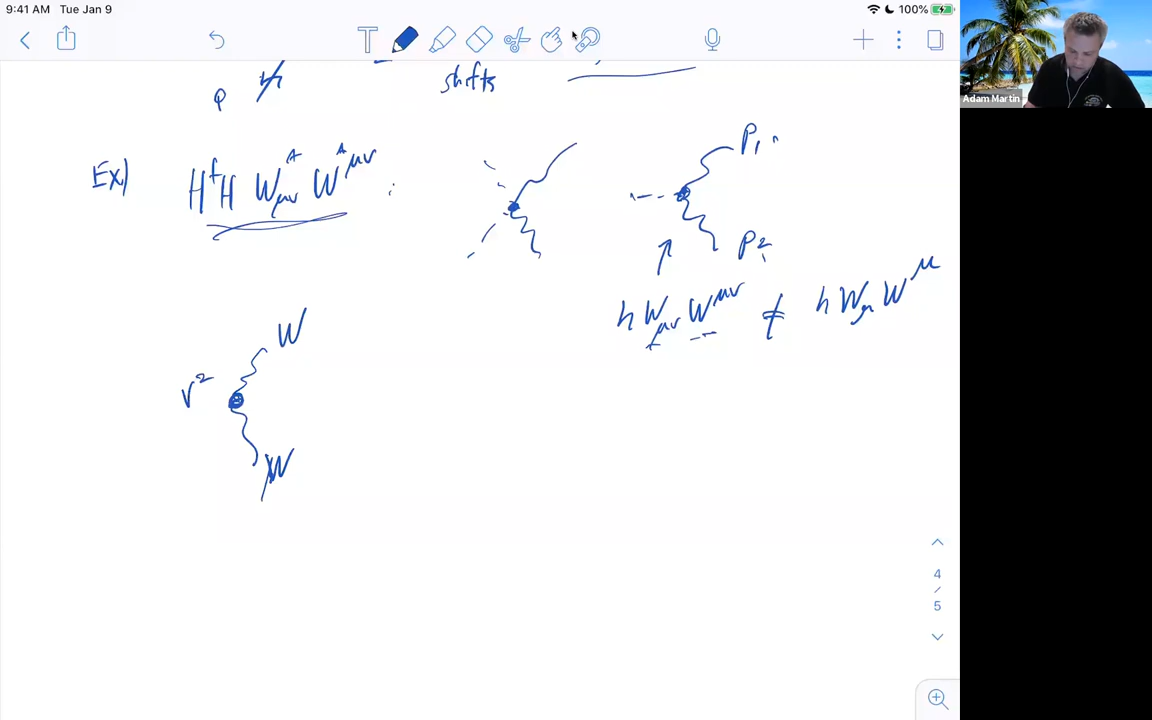 9:41 AM Tue Jan 9
100%
Adam Martin
shifts
Ex) H†H W^A_μν W^Aμν :
P1
P2
h W_μν W^μν ≠ h W_μ W^μ
W
v²
W
4
/
5